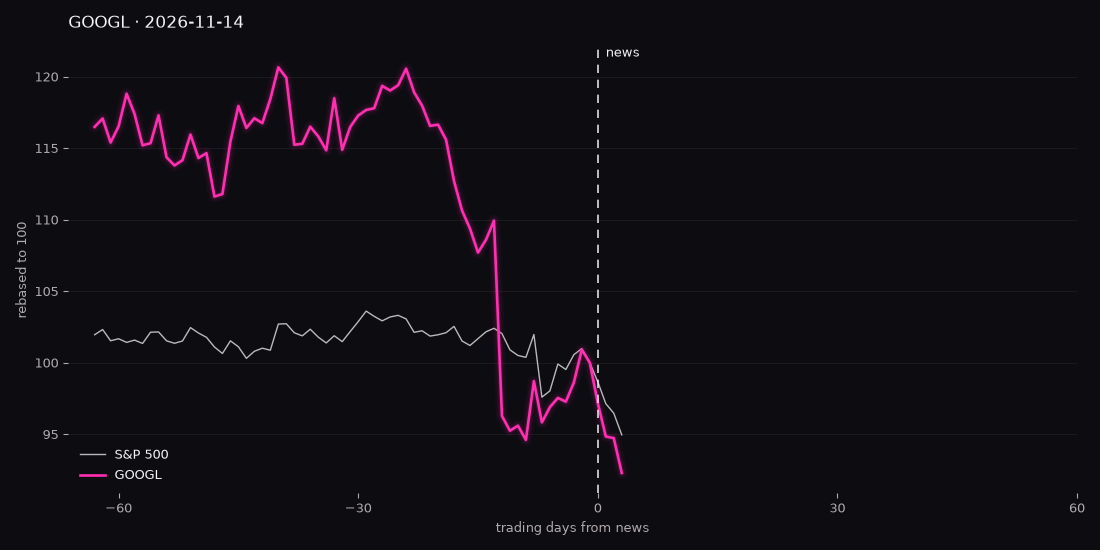 GOOGL · 2026-11-14
news
120
115
110
105
100
95
rebased to 100
S&P 500
GOOGL
−60
−30
0
30
60
trading days from news